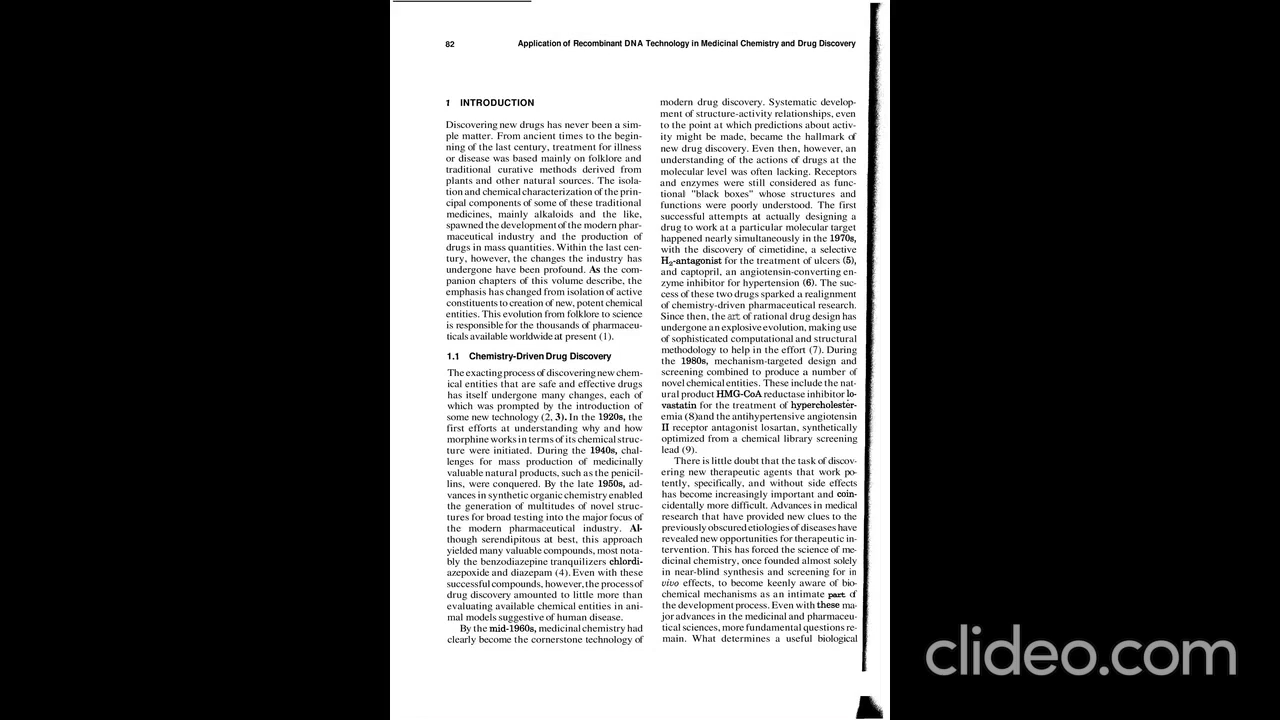 82
Application of Recombinant DNA Technology in Medicinal Chemistry and Drug Discovery
1 INTRODUCTION
Discovering new drugs has never been a sim-
ple matter. From ancient times to the begin-
ning of the last century, treatment for illness
or disease was based mainly on folklore and
traditional curative methods derived from
plants and other natural sources. The isola-
tion and chemical characterization of the prin-
cipal components of some of these traditional
medicines, mainly alkaloids and the like,
spawned the development of the modern phar-
maceutical industry and the production of
drugs in mass quantities. Within the last cen-
tury, however, the changes the industry has
undergone have been profound. As the com-
panion chapters of this volume describe, the
emphasis has changed from isolation of active
constituents to creation of new, potent chemical
entities. This evolution from folklore to science
is responsible for the thousands of pharmaceu-
ticals available worldwide at present (1).
1.1 Chemistry-Driven Drug Discovery
The exacting process of discovering new chem-
ical entities that are safe and effective drugs
has itself undergone many changes, each of
which was prompted by the introduction of
some new technology (2, 3). In the 1920s, the
first efforts at understanding why and how
morphine works in terms of its chemical struc-
ture were initiated. During the 1940s, chal-
lenges for mass production of medicinally
valuable natural products, such as the penicil-
lins, were conquered. By the late 1950s, ad-
vances in synthetic organic chemistry enabled
the generation of multitudes of novel struc-
tures for broad testing into the major focus of
the modern pharmaceutical industry. Al-
though serendipitous at best, this approach
yielded many valuable compounds, most nota-
bly the benzodiazepine tranquilizers chlordi-
azepoxide and diazepam (4). Even with these
successful compounds, however, the process of
drug discovery amounted to little more than
evaluating available chemical entities in ani-
mal models suggestive of human disease.
By the mid-1960s, medicinal chemistry had
clearly become the cornerstone technology of
modern drug discovery. Systematic develop-
ment of structure-activity relationships, even
to the point at which predictions about activ-
ity might be made, became the hallmark of
new drug discovery. Even then, however, an
understanding of the actions of drugs at the
molecular level was often lacking. Receptors
and enzymes were still considered as func-
tional "black boxes" whose structures and
functions were poorly understood. The first
successful attempts at actually designing a
drug to work at a particular molecular target
happened nearly simultaneously in the 1970s,
with the discovery of cimetidine, a selective
H₂-antagonist for the treatment of ulcers (5),
and captopril, an angiotensin-converting en-
zyme inhibitor for hypertension (6). The suc-
cess of these two drugs sparked a realignment
of chemistry-driven pharmaceutical research.
Since then, the art of rational drug design has
undergone an explosive evolution, making use
of sophisticated computational and structural
methodology to help in the effort (7). During
the 1980s, mechanism-targeted design and
screening combined to produce a number of
novel chemical entities. These include the nat-
ural product HMG-CoA reductase inhibitor lo-
vastatin for the treatment of hypercholester-
emia (8)and the antihypertensive angiotensin
II receptor antagonist losartan, synthetically
optimized from a chemical library screening
lead (9).
There is little doubt that the task of discov-
ering new therapeutic agents that work po-
tently, specifically, and without side effects
has become increasingly important and coin-
cidentally more difficult. Advances in medical
research that have provided new clues to the
previously obscured etiologies of diseases have
revealed new opportunities for therapeutic in-
tervention. This has forced the science of me-
dicinal chemistry, once founded almost solely
in near-blind synthesis and screening for in
vivo effects, to become keenly aware of bio-
chemical mechanisms as an intimate part of
the development process. Even with these ma-
jor advances in the medicinal and pharmaceu-
tical sciences, more fundamental questions re-
main. What determines a useful biological
clideo.com